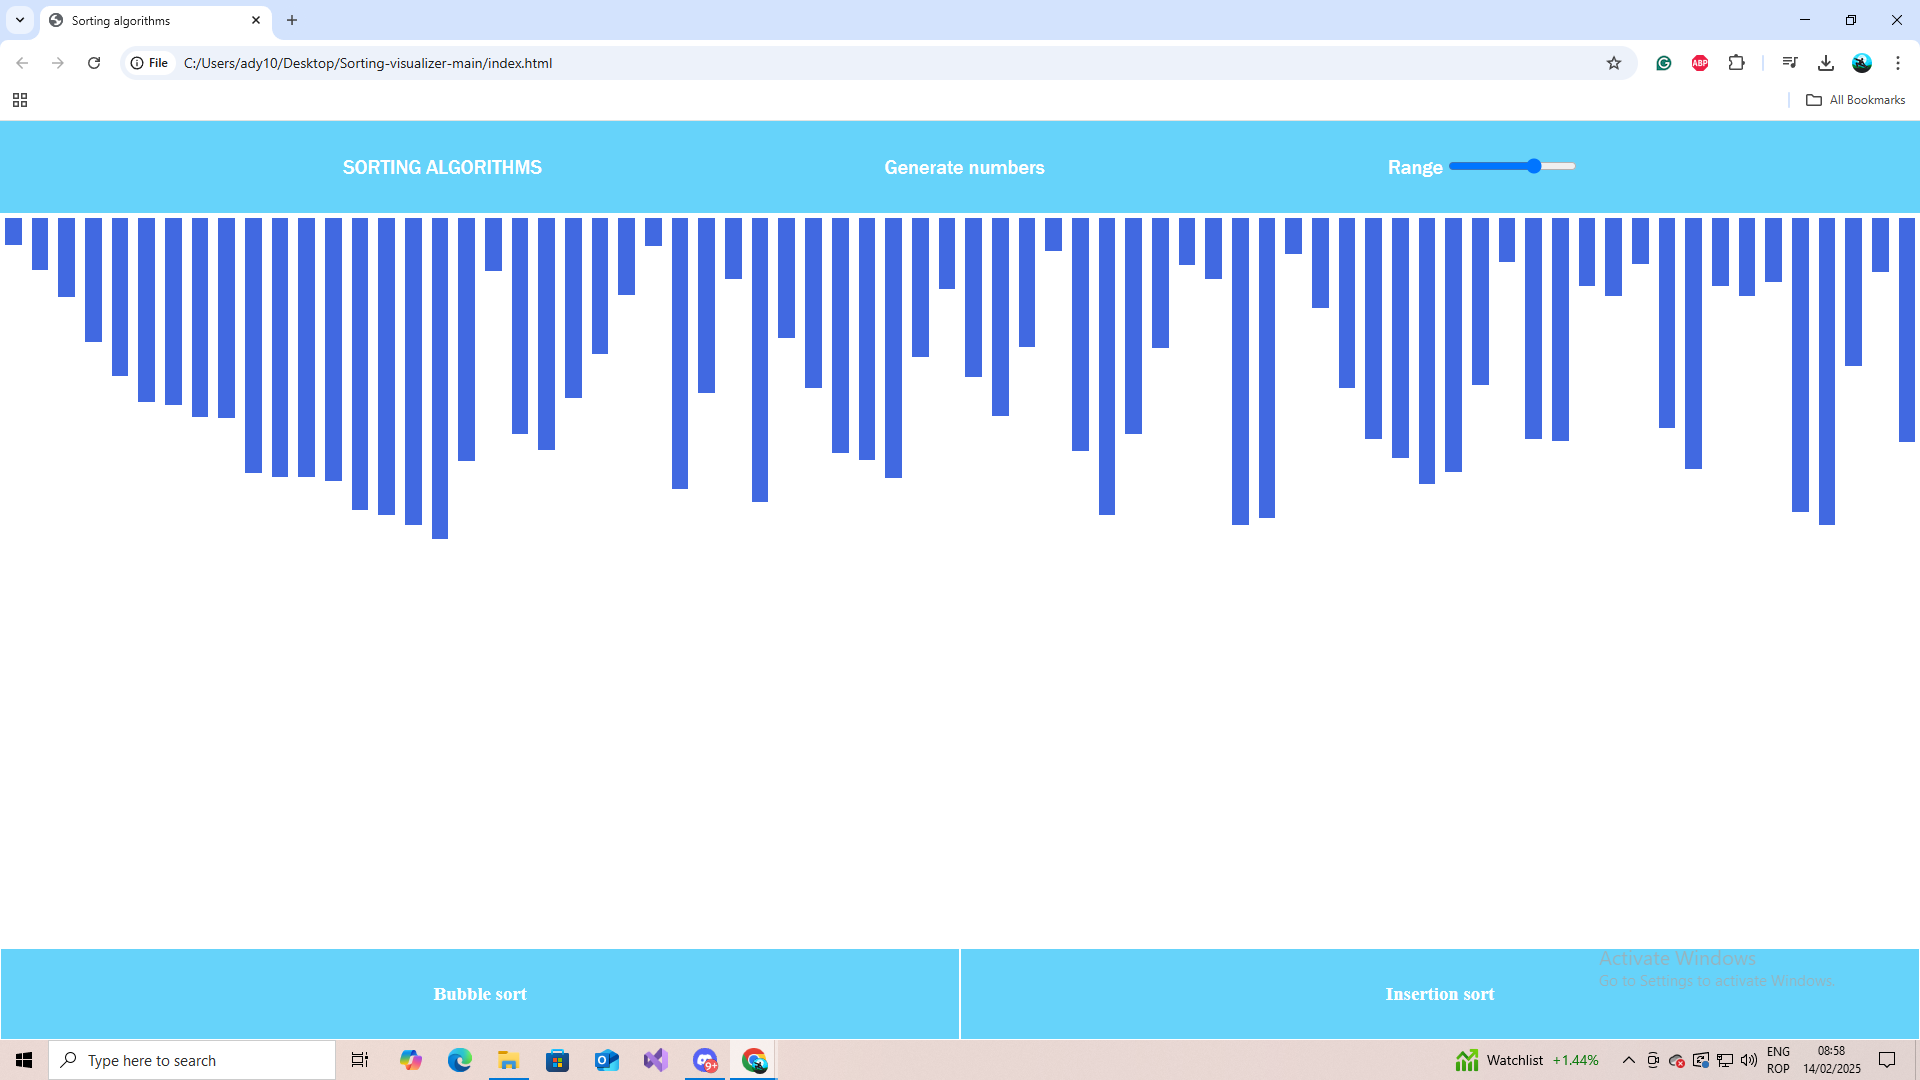 Sorting algorithms
File C:/Users/ady10/Desktop/Sorting-visualizer-main/index.html
ABP
All Bookmarks
SORTING ALGORITHMS
Generate numbers
Range
Bubble sort
Insertion sort
Activate Windows
Go to Settings to activate Windows.
Type here to search
9+
Watchlist +1.44%
ENG
ROP
08:58
14/02/2025